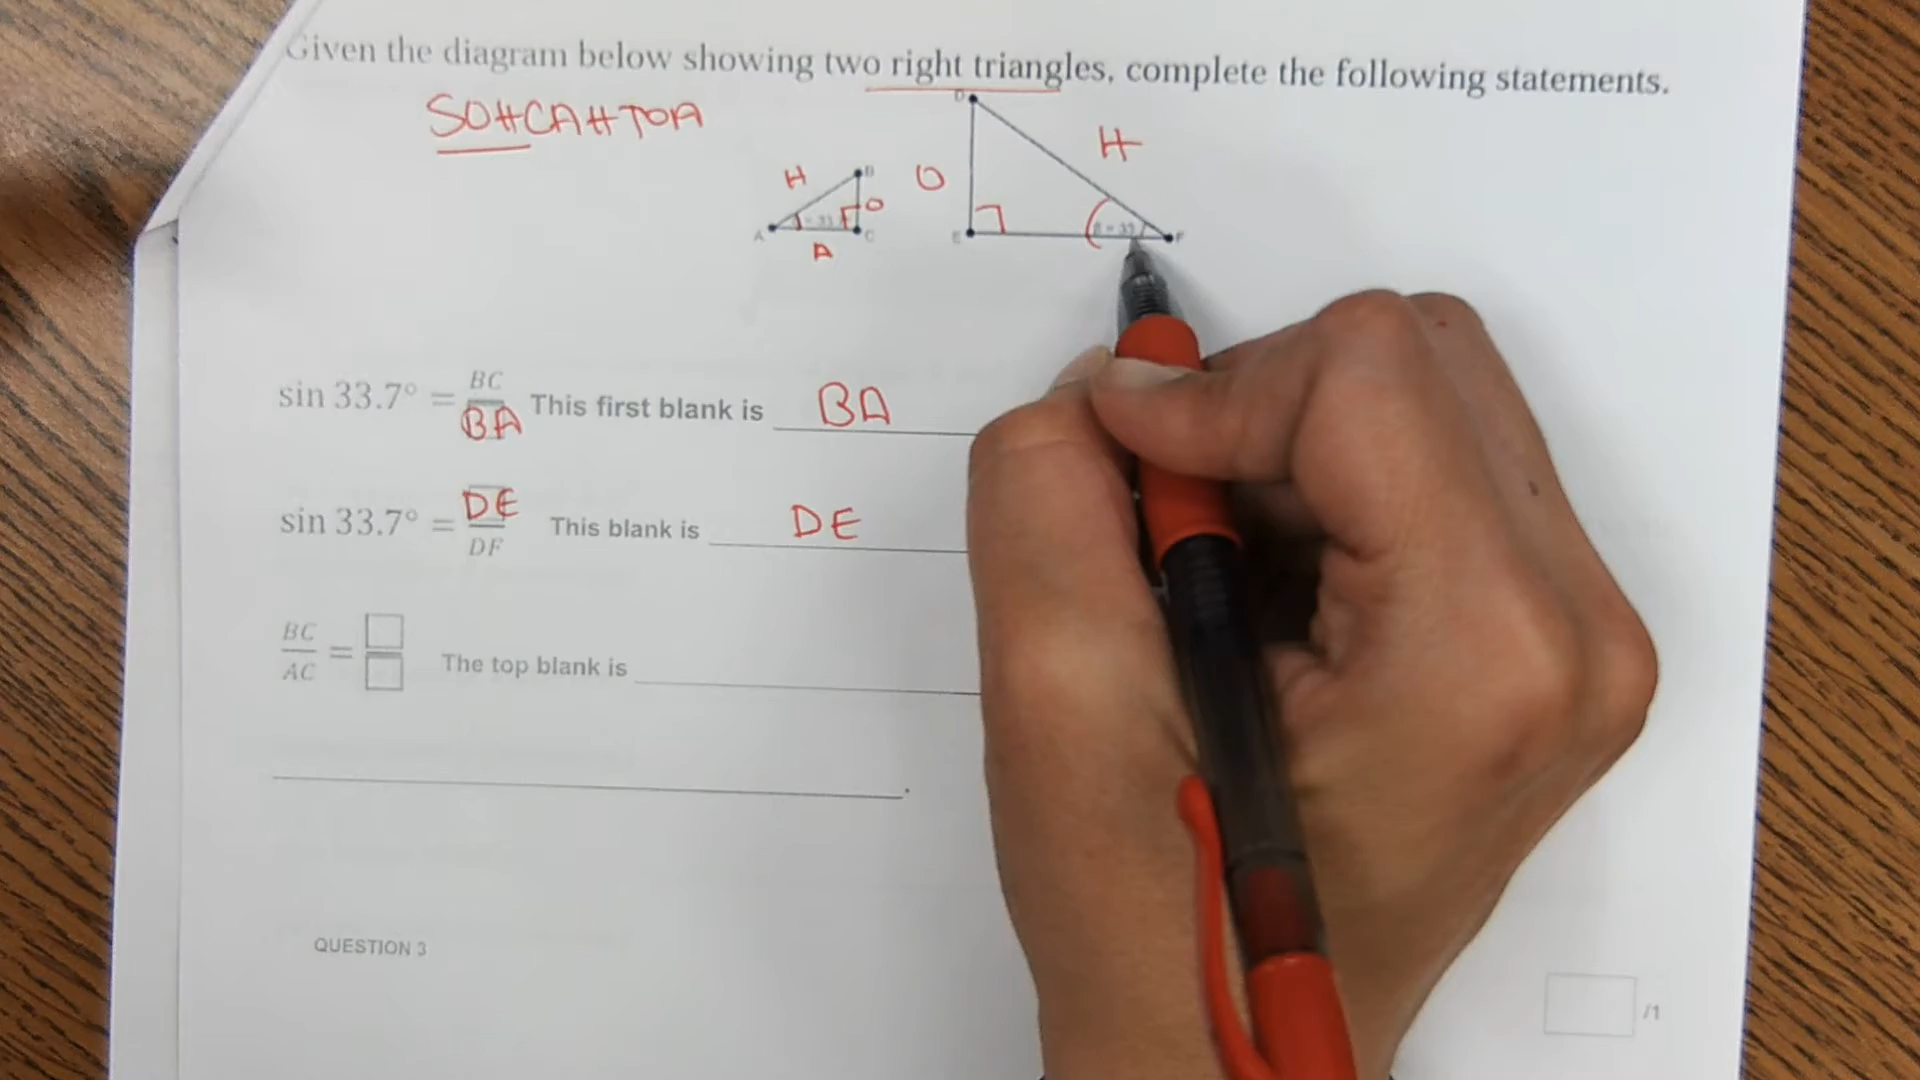 Given the diagram below showing two right triangles, complete the following statements.
SOHCAHTOA
D
H
H
B
O
O
A
C
E
F
A
sin 33.7° = BC / BA This first blank is BA
sin 33.7° = DE / DF This blank is DE
BC / AC = The top blank is
.
QUESTION 3
/1